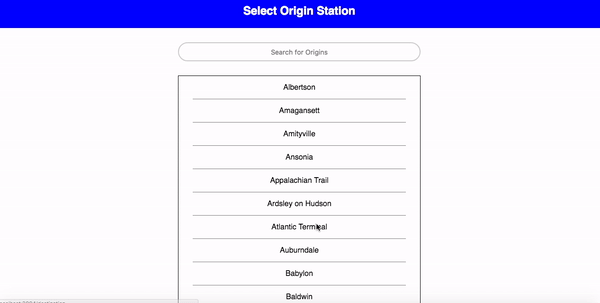 Select Origin Station
Search for Origins
Albertson
Amagansett
Amityville
Ansonia
Appalachian Trail
Ardsley on Hudson
Atlantic Terminal
Auburndale
Babylon
Baldwin